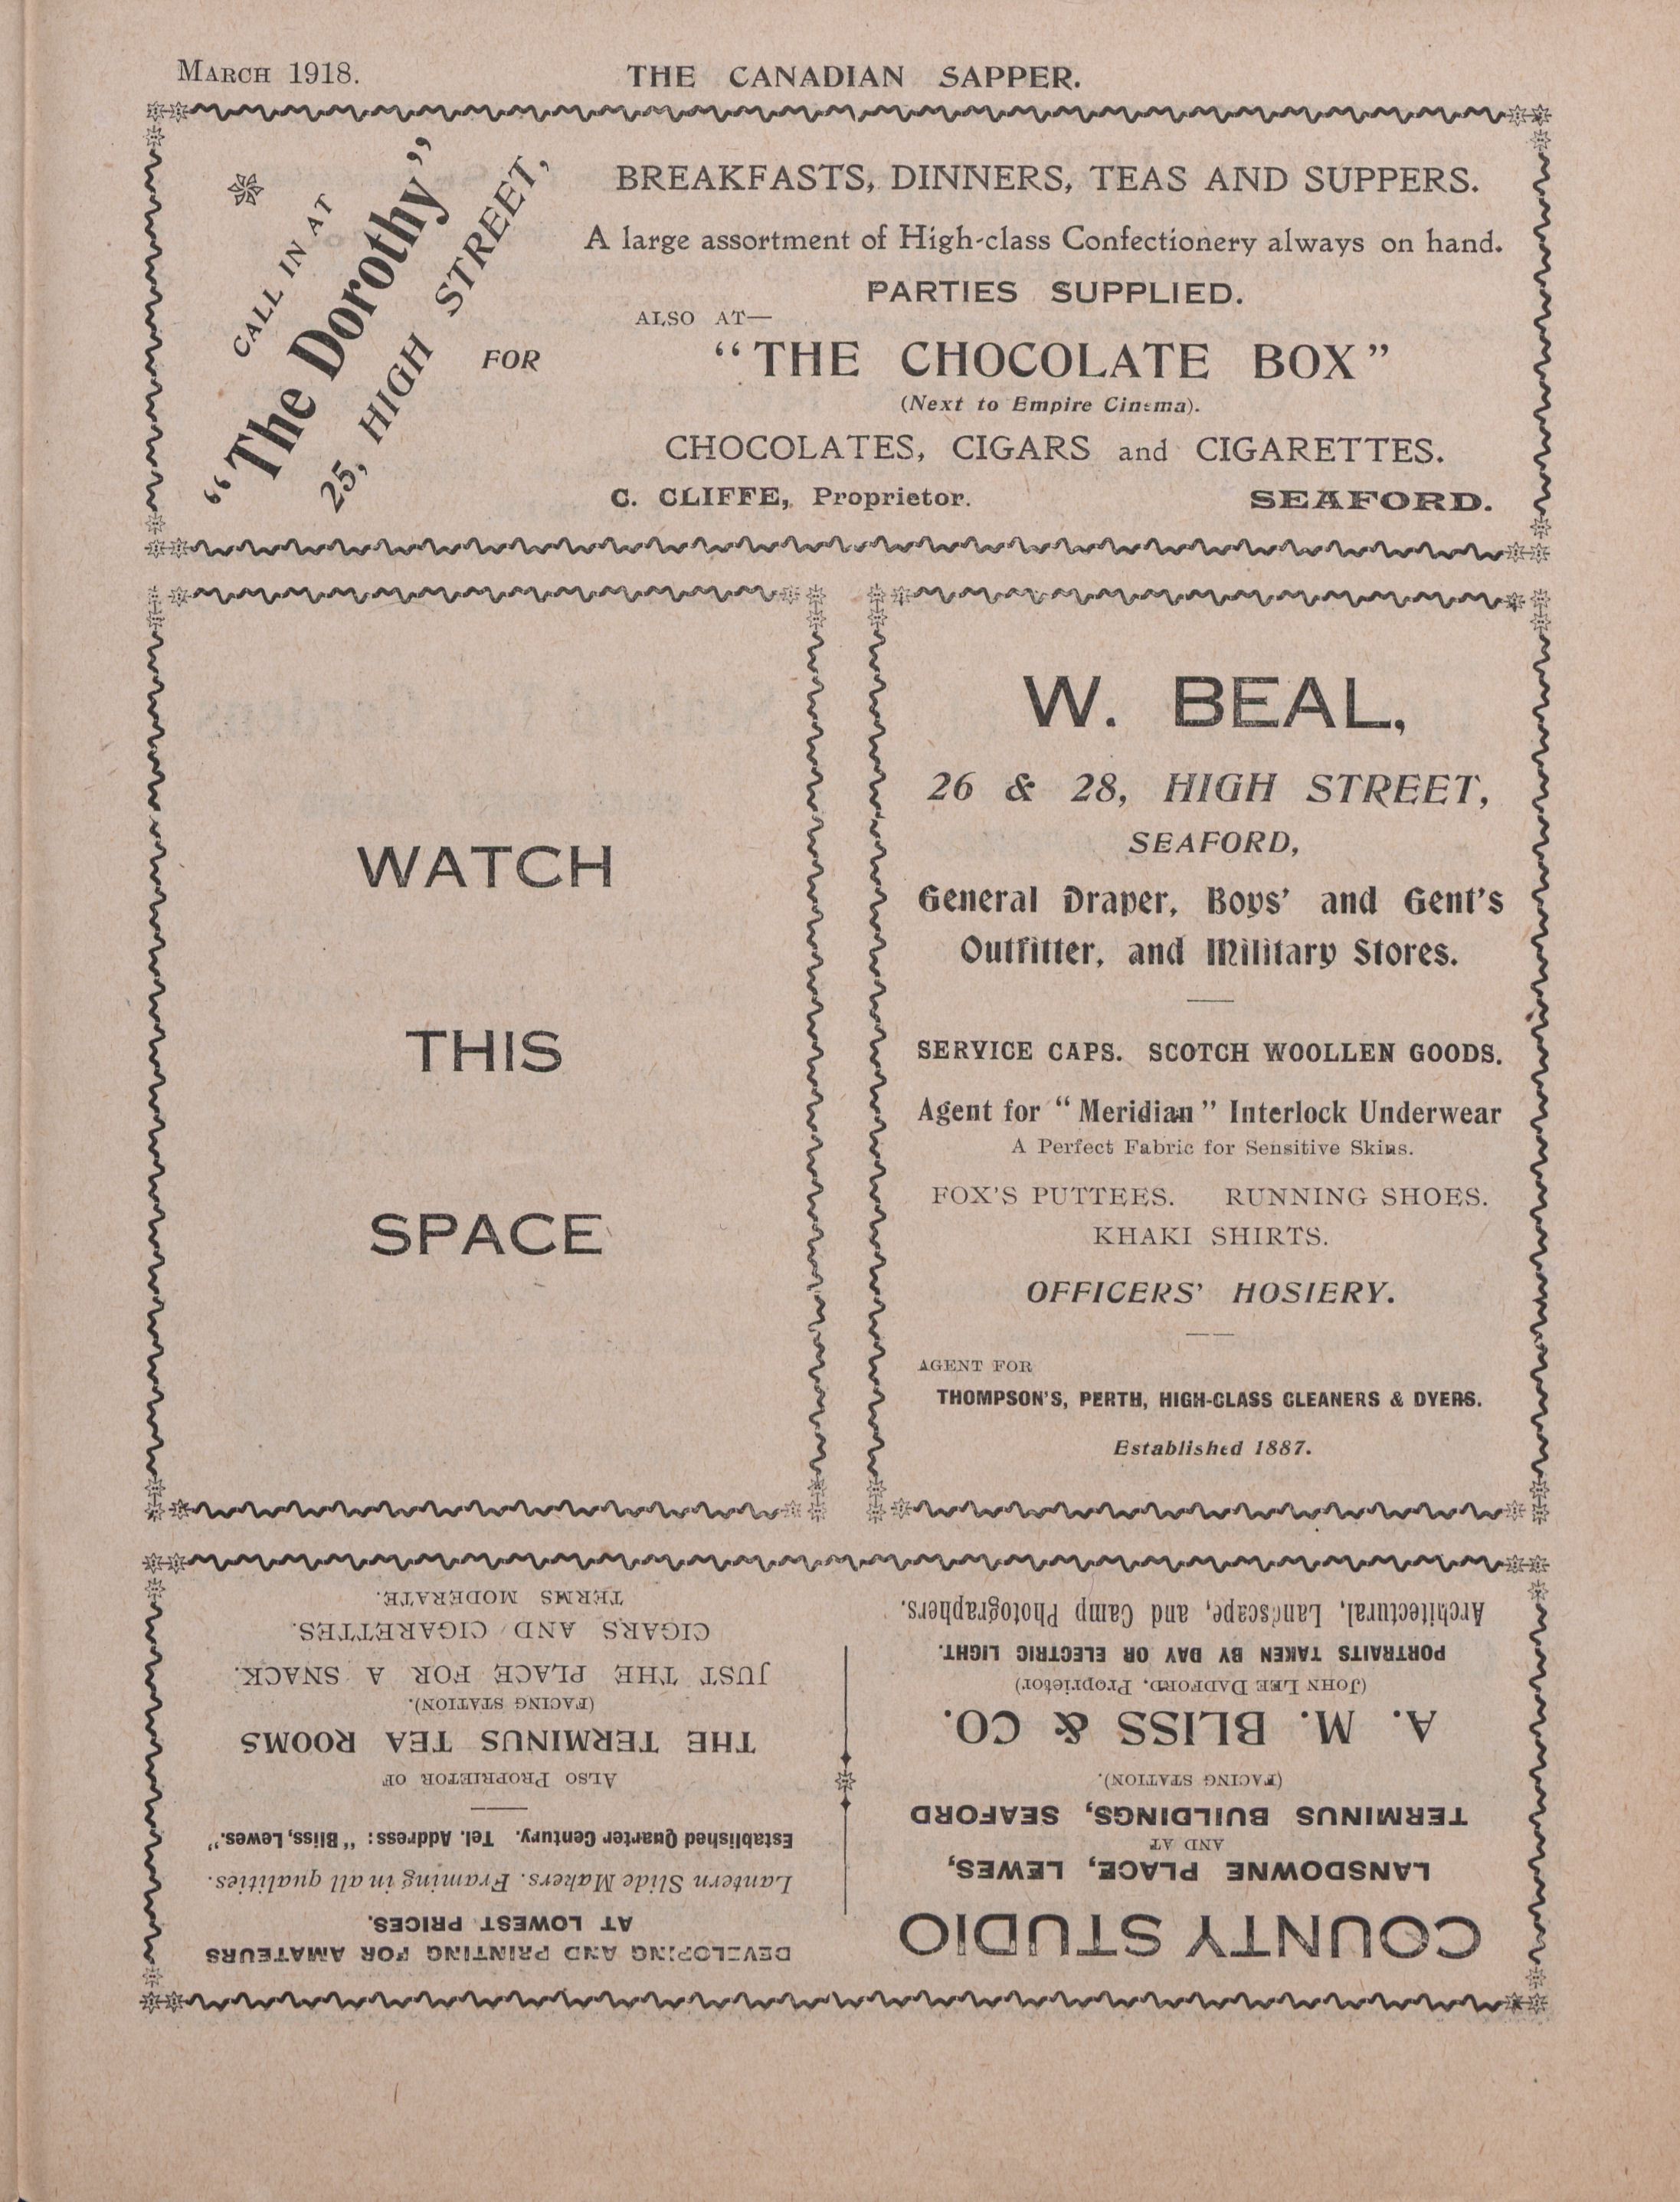 MARCH 1918.
THE CANADIAN SAPPER.
CALL IN AT
"The Dorothy"
25, HIGH STREET,
FOR
BREAKFASTS, DINNERS, TEAS AND SUPPERS.
A large assortment of High-class Confectionery always on hand.
PARTIES SUPPLIED.
ALSO AT—
"THE CHOCOLATE BOX"
(Next to Empire Cinema).
CHOCOLATES, CIGARS and CIGARETTES.
C. CLIFFE, Proprietor.
SEAFORD.
WATCH
THIS
SPACE
W. BEAL,
26 & 28, HIGH STREET,
SEAFORD,
General Draper, Boys' and Gent's
Outfitter, and Military Stores.
SERVICE CAPS. SCOTCH WOOLLEN GOODS.
Agent for "Meridian" Interlock Underwear
A Perfect Fabric for Sensitive Skins.
FOX'S PUTTEES. RUNNING SHOES.
KHAKI SHIRTS.
OFFICERS' HOSIERY.
AGENT FOR
THOMPSON'S, PERTH, HIGH-CLASS CLEANERS & DYERS.
Established 1887.
COUNTY STUDIO
LANSDOWNE PLACE, LEWES,
AND AT
TERMINUS BUILDINGS, SEAFORD
(FACING STATION).
A. M. BLISS & CO.
(JOHN LEE DADFORD, Proprietor)
PORTRAITS TAKEN BY DAY OR ELECTRIC LIGHT.
Architectural, Landscape, and Camp Photographers.
DEVELOPING AND PRINTING FOR AMATEURS
AT LOWEST PRICES.
Lantern Slide Makers. Framing in all qualities.
Established Quarter Century. Tel. Address: "Bliss, Lewes."
ALSO PROPRIETOR OF
THE TERMINUS TEA ROOMS
(FACING STATION).
JUST THE PLACE FOR A SNACK.
CIGARS AND CIGARETTES.
TERMS MODERATE.